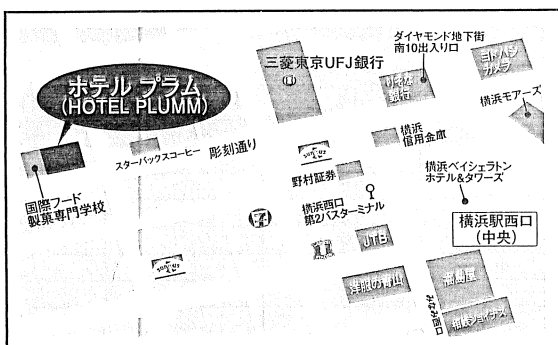 ダイヤモンド地下街
南10出入り口
ヨドバシ
カメラ
三菱東京UFJ銀行
ホテル プラム
(HOTEL PLUMM)
りそな
銀行
横浜モアーズ
横浜
信用金庫
スターバックスコーヒー
彫刻通り
野村証券
横浜ベイシェラトン
ホテル&タワーズ
国際フード
製菓専門学校
横浜西口
第2バスターミナル
横浜駅西口
(中央)
JTB
洋服の青山
高島屋
みなみ西口
相鉄ジョイナス